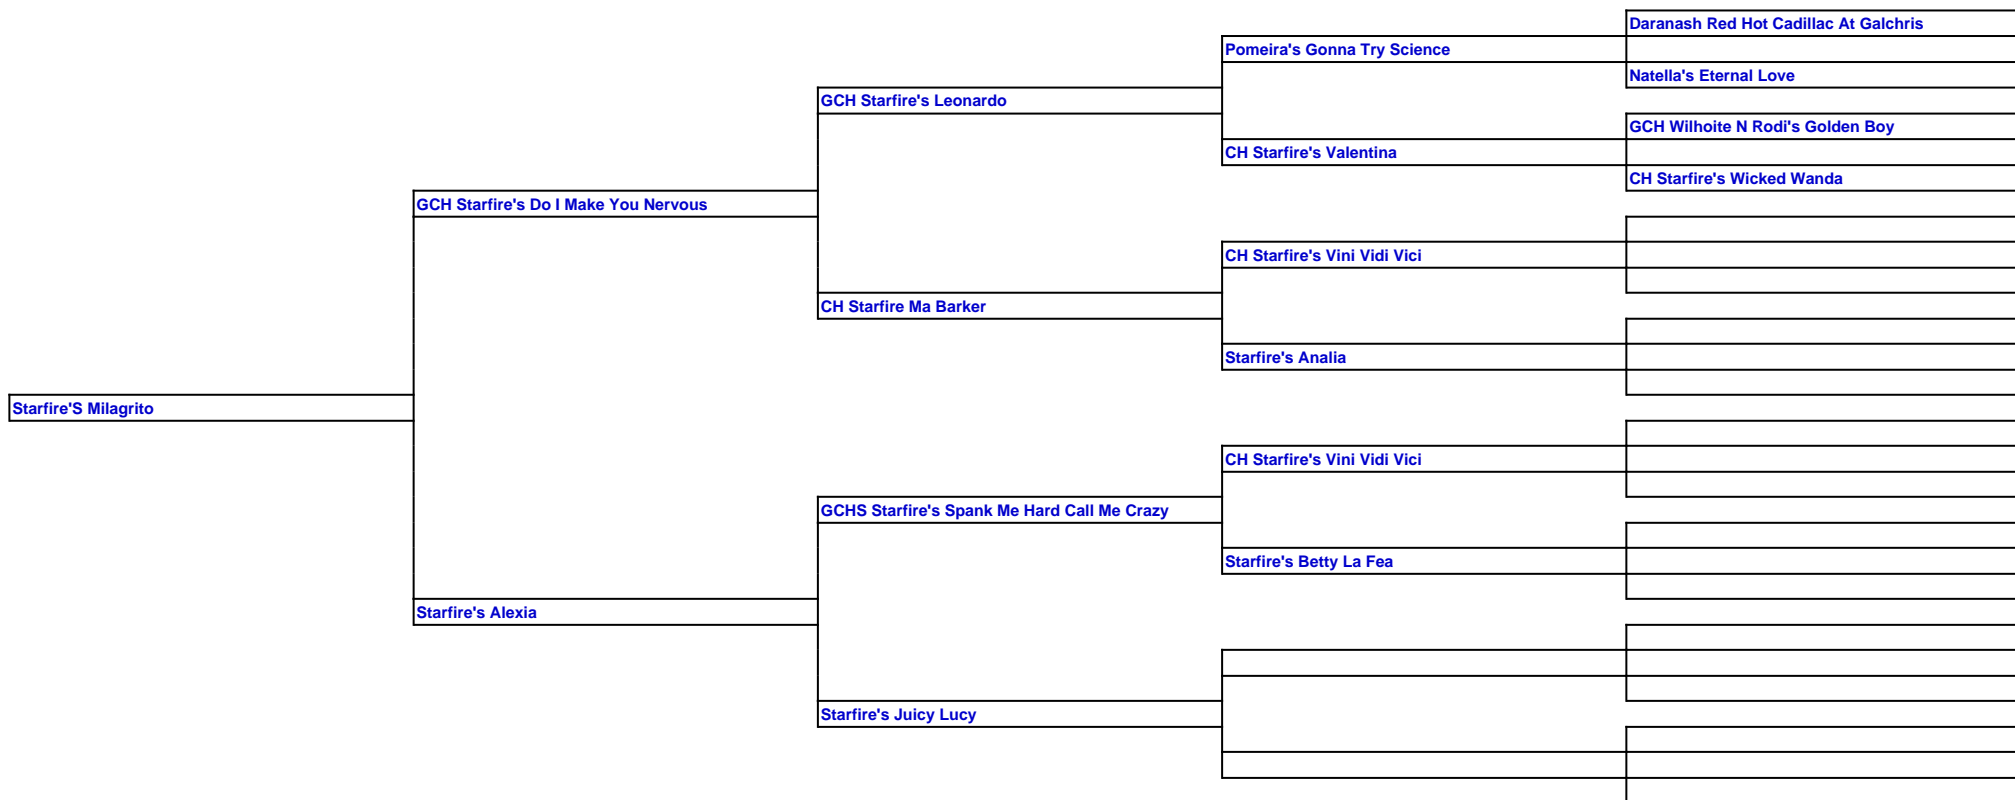 Daranash Red Hot Cadillac At Galchris
Pomeira's Gonna Try Science
Natella's Eternal Love
GCH Starfire's Leonardo
GCH Wilhoite N Rodi's Golden Boy
CH Starfire's Valentina
CH Starfire's Wicked Wanda
GCH Starfire's Do I Make You Nervous
CH Starfire's Vini Vidi Vici
CH Starfire Ma Barker
Starfire's Analia
Starfire'S Milagrito
CH Starfire's Vini Vidi Vici
GCHS Starfire's Spank Me Hard Call Me Crazy
Starfire's Betty La Fea
Starfire's Alexia
Starfire's Juicy Lucy